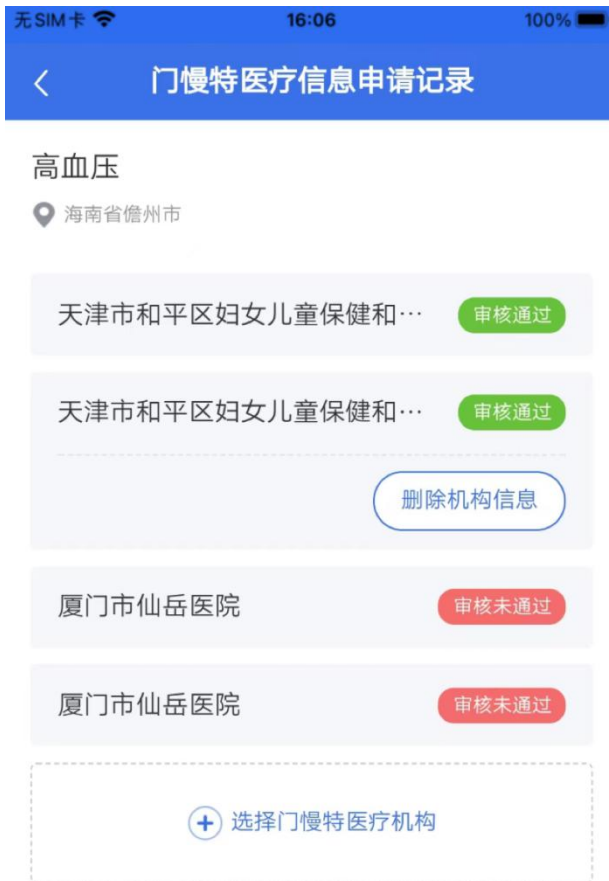 无SIM卡 16:06 100%
门慢特医疗信息申请记录
高血压
海南省儋州市
天津市和平区妇女儿童保健和… 审核通过
天津市和平区妇女儿童保健和… 审核通过
删除机构信息
厦门市仙岳医院 审核未通过
厦门市仙岳医院 审核未通过
选择门慢特医疗机构